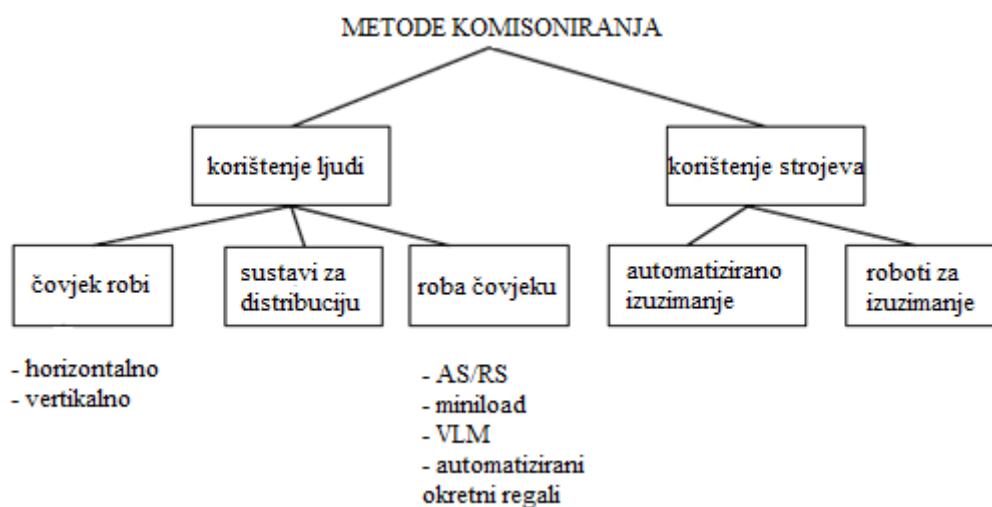 METODE KOMISONIRANJA
korištenje ljudi
korištenje strojeva
čovjek robi
sustavi za
distribuciju
roba čovjeku
automatizirano
izuzimanje
roboti za
izuzimanje
- horizontalno
- vertikalno
- AS/RS
- miniload
- VLM
- automatizirani
okretni regali